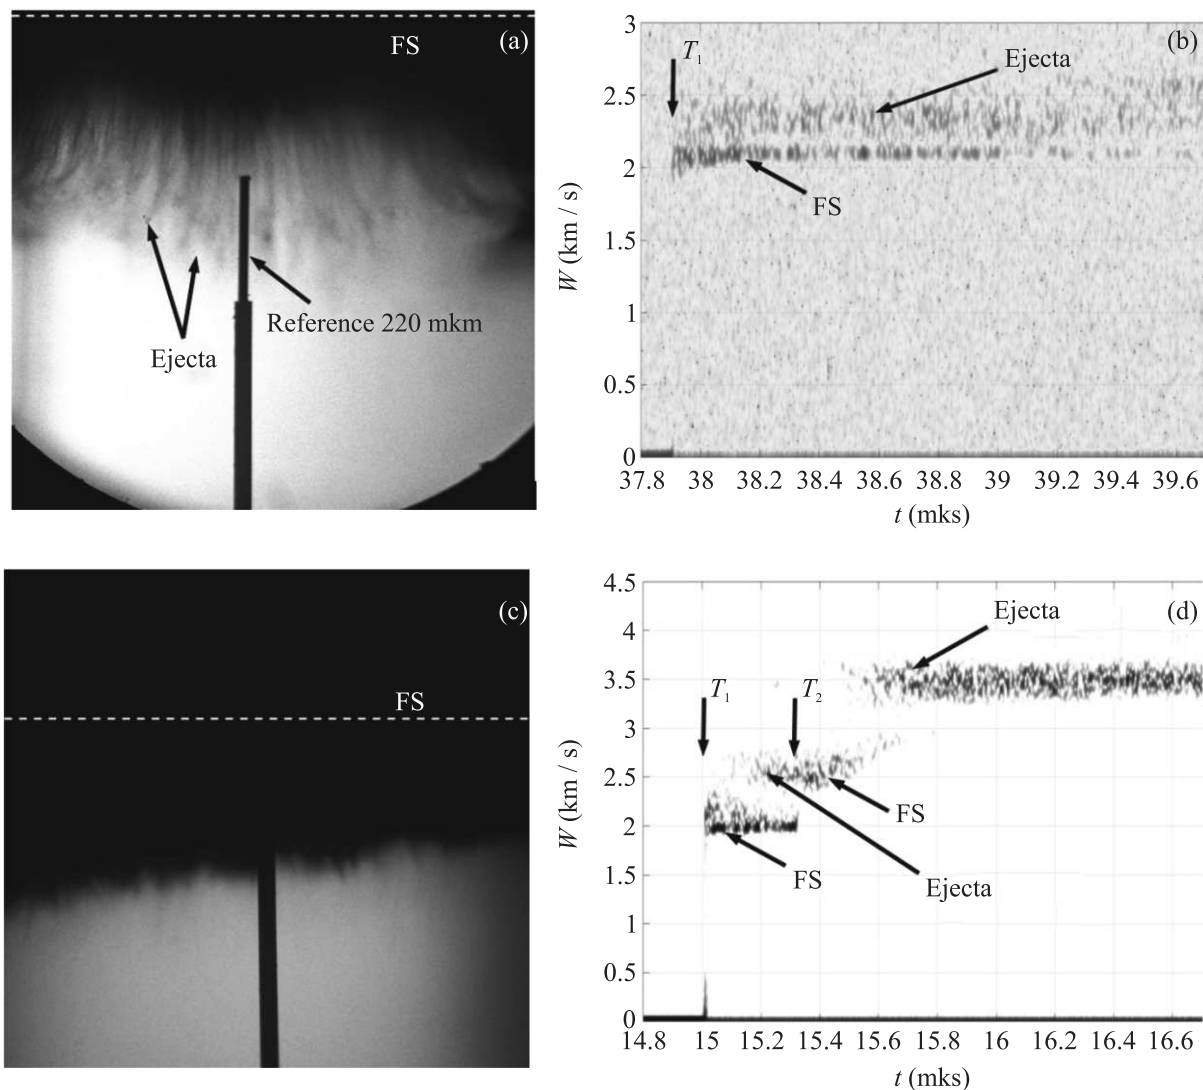 FS
(a)
Ejecta
Reference 220 mkm
3
2.5
2
1.5
1
0.5
0
W (km / s)
T1
Ejecta
(b)
FS
37.8 38 38.2 38.4 38.6 38.8 39 39.2 39.4 39.6
t (mks)
(c)
FS
4.5
4
3.5
3
2.5
2
1.5
1
0.5
0
W (km / s)
Ejecta
(d)
T1
T2
FS
FS
Ejecta
14.8 15 15.2 15.4 15.6 15.8 16 16.2 16.4 16.6
t (mks)